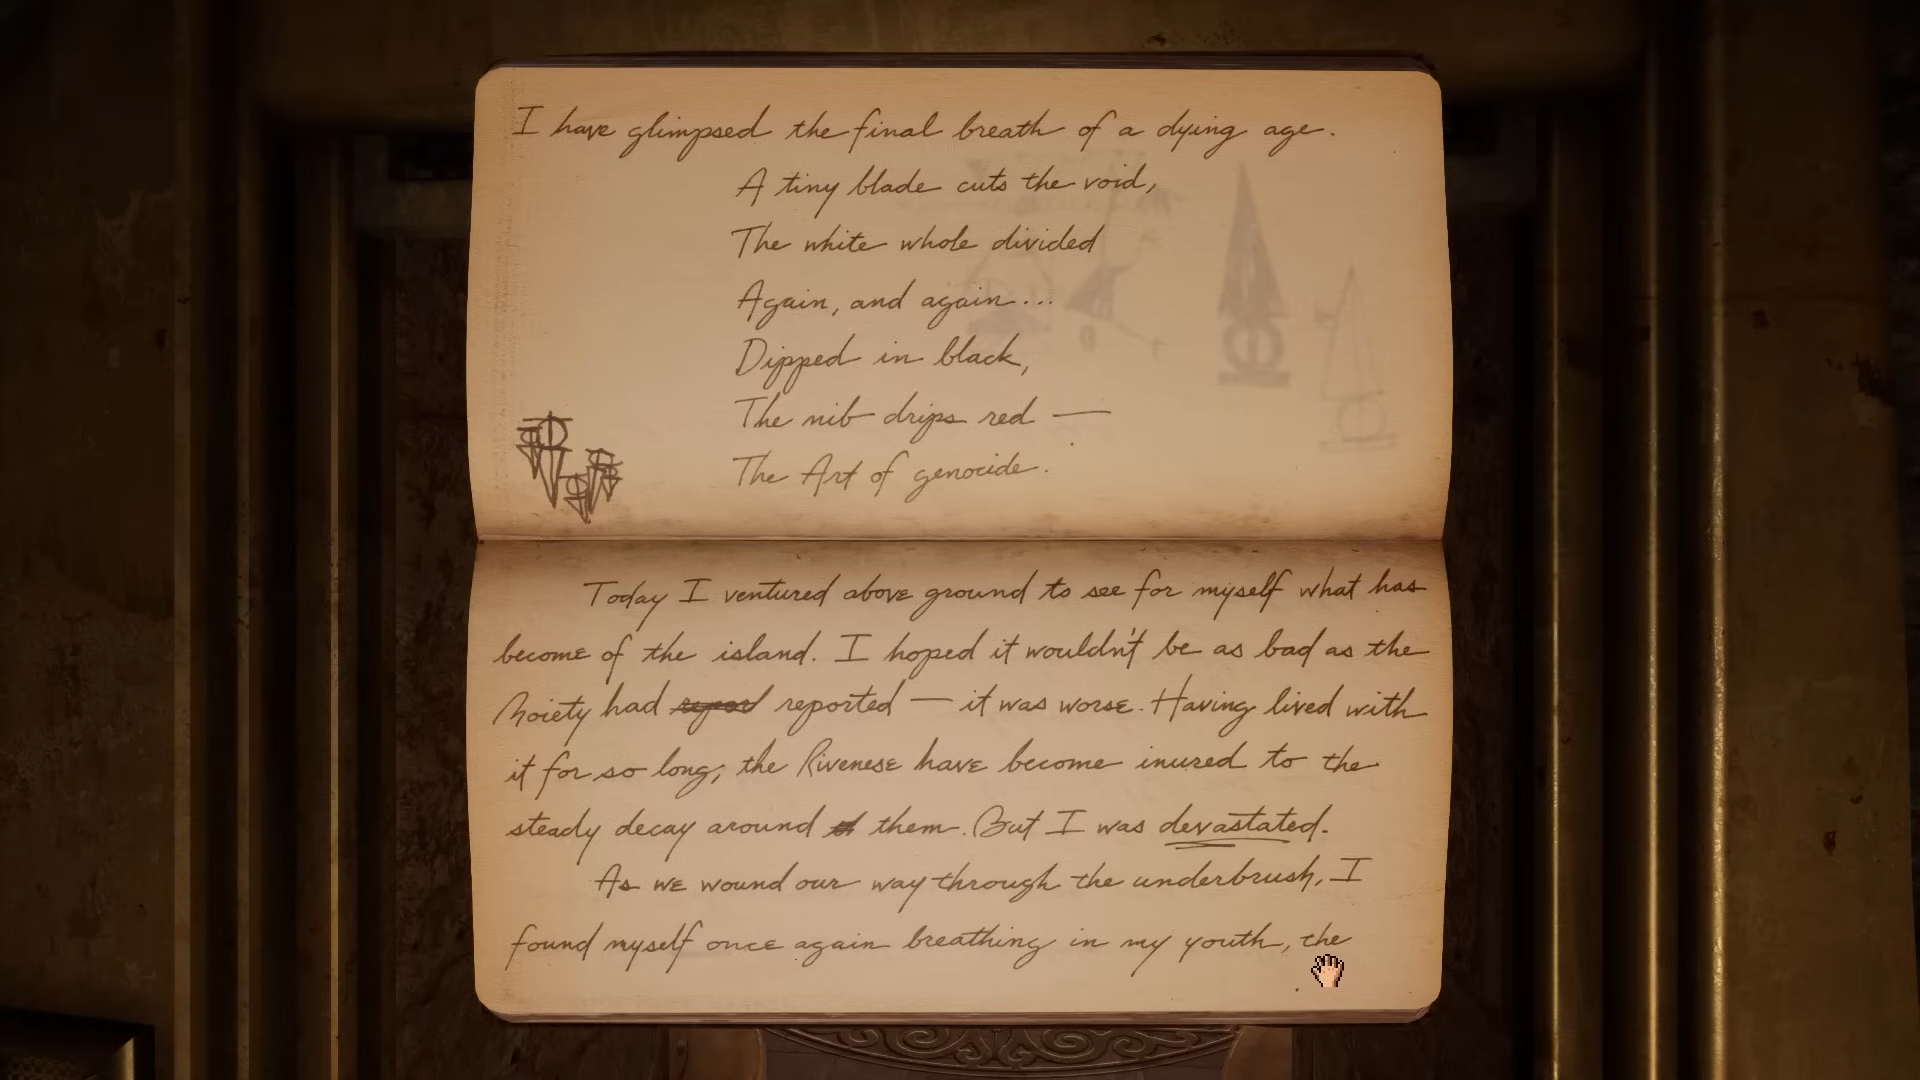 I have glimpsed the final breath of a dying age.
A tiny blade cuts the void,
The white whole divided
Again, and again...
Dipped in black,
The nib drips red —
The Art of genocide.
Today I ventured above ground to see for myself what has
become of the island. I hoped it wouldn't be as bad as the
Moiety had repor reported — it was worse. Having lived with
it for so long, the Rivenese have become inured to the
steady decay around th them. But I was devastated.
As we wound our way through the underbrush, I
found myself once again breathing in my youth, the